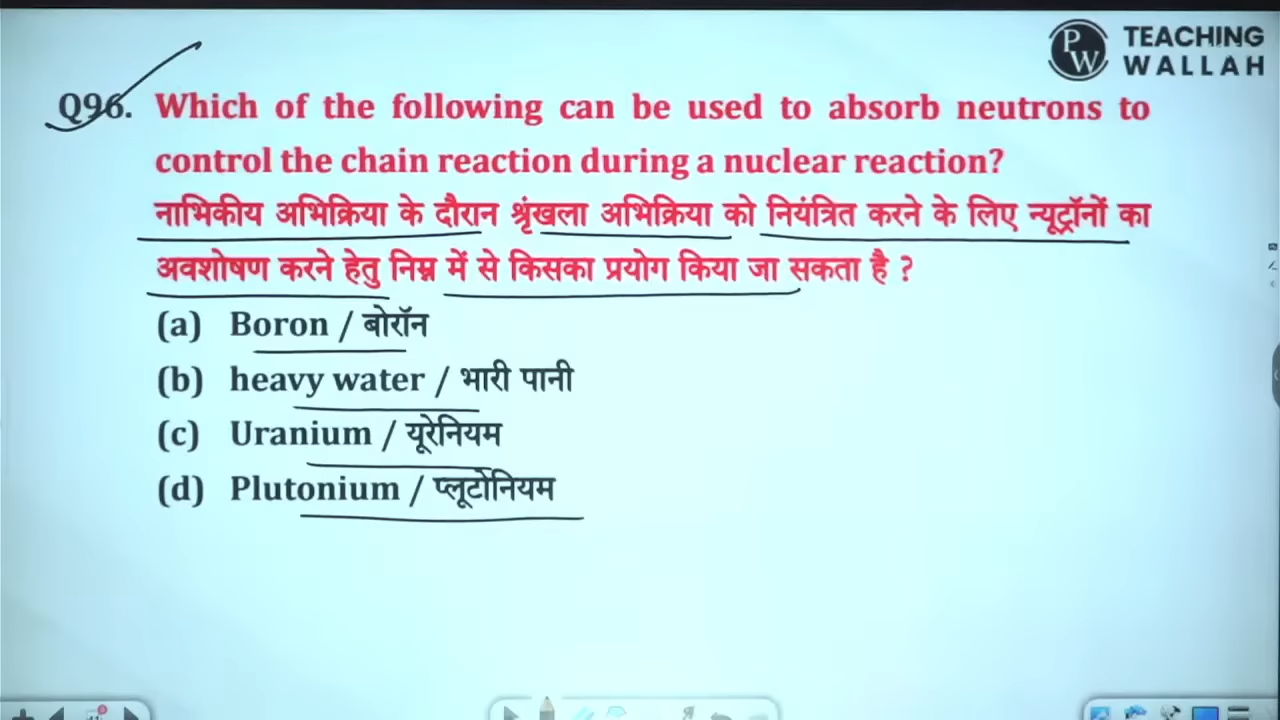 PW TEACHING WALLAH
Q96. Which of the following can be used to absorb neutrons to
control the chain reaction during a nuclear reaction?
नाभिकीय अभिक्रिया के दौरान श्रृंखला अभिक्रिया को नियंत्रित करने के लिए न्यूट्रॉनों का
अवशोषण करने हेतु निम्न में से किसका प्रयोग किया जा सकता है ?
(a) Boron / बोरॉन
(b) heavy water / भारी पानी
(c) Uranium / यूरेनियम
(d) Plutonium / प्लूटोनियम